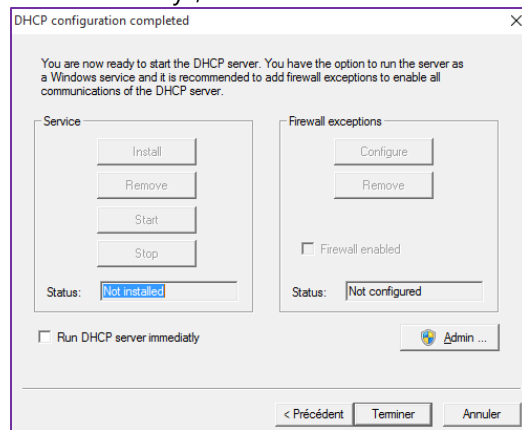 DHCP configuration completed
You are now ready to start the DHCP server. You have the option to run the server as
a Windows service and it is recommended to add firewall exceptions to enable all
communications of the DHCP server.
Service
Install
Remove
Start
Stop
Status: Not installed
Firewall exceptions
Configure
Remove
Firewall enabled
Status: Not configured
Run DHCP server immediatly
Admin ...
< Précédent
Terminer
Annuler